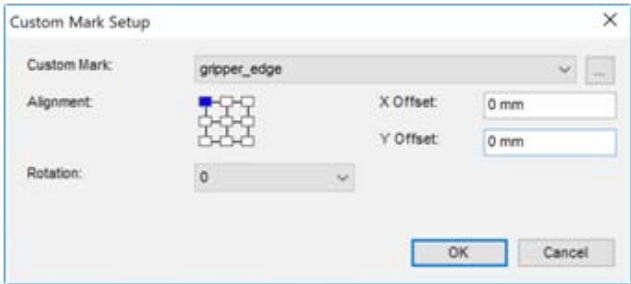 Custom Mark Setup
Custom Mark: gripper_edge ...
Alignment: X Offset: 0 mm
Y Offset: 0 mm
Rotation: 0
OK Cancel